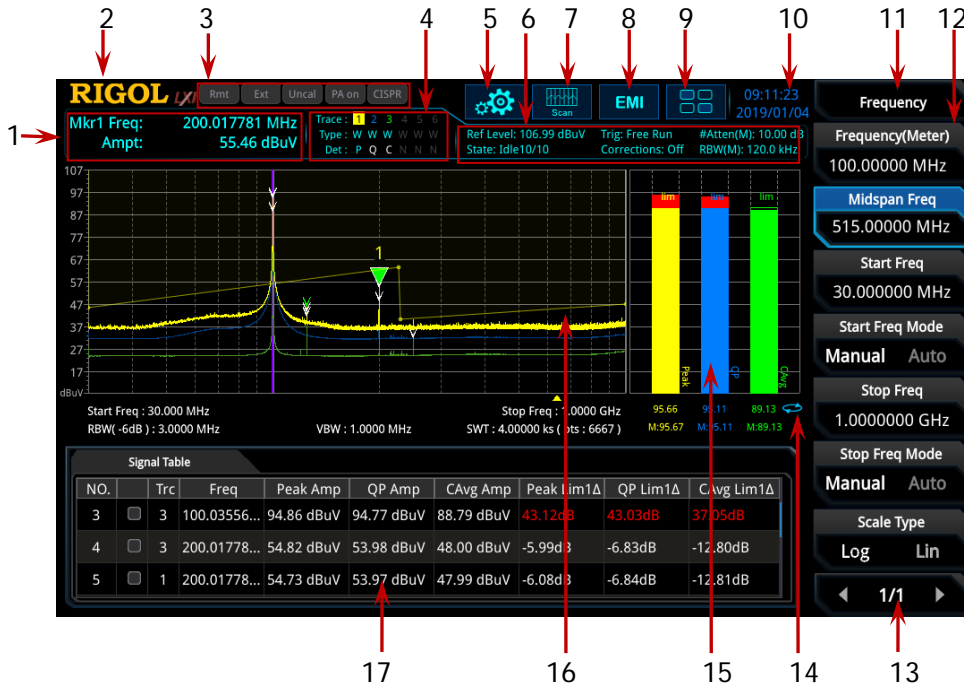 2 3 4 5 6 7 8 9 10 11 12
RIGOL
Rmt Ext Uncal PA on CISPR
Scan
EMI
09:11:23
2019/01/04
1
Mkr1 Freq: 200.017781 MHz
Ampt: 55.46 dBuV
Trace : 1 2 3 4 5 6
Type : W W W W W W
Det : P Q C N N N
Ref Level: 106.99 dBuV Trig: Free Run #Atten(M): 10.00 dB
State: Idle10/10 Corrections: Off RBW(M): 120.0 kHz
107
97
87
77
67
57
47
37
27
17
dBuV
1
lim lim lim
Peak QP CAvg
95.66 95.11 89.13
M:95.67 M:95.11 M:89.13
Start Freq : 30.000 MHz Stop Freq : 1.0000 GHz
RBW( -6dB ) : 3.0000 MHz VBW : 1.0000 MHz SWT : 4.00000 ks ( pts : 6667 )
Signal Table
NO. Trc Freq Peak Amp QP Amp CAvg Amp Peak Lim1Δ QP Lim1Δ CAvg Lim1Δ
3 3 100.03556... 94.86 dBuV 94.77 dBuV 88.79 dBuV 43.12dB 43.03dB 37.05dB
4 3 200.01778... 54.82 dBuV 53.98 dBuV 48.00 dBuV -5.99dB -6.83dB -12.80dB
5 1 200.01778... 54.73 dBuV 53.97 dBuV 47.99 dBuV -6.08dB -6.84dB -12.81dB
Frequency
Frequency(Meter)
100.00000 MHz
Midspan Freq
515.00000 MHz
Start Freq
30.000000 MHz
Start Freq Mode
Manual Auto
Stop Freq
1.0000000 GHz
Stop Freq Mode
Manual Auto
Scale Type
Log Lin
1/1
17 16 15 14 13